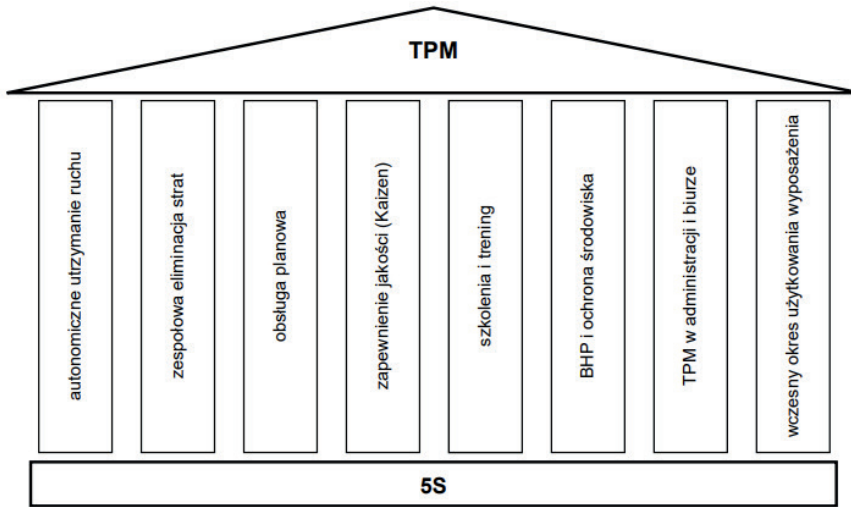 TPM
autonomiczne utrzymanie ruchu
zespołowa eliminacja strat
obsługa planowa
zapewnienie jakości (Kaizen)
szkolenia i trening
BHP i ochrona środowiska
TPM w administracji i biurze
wczesny okres użytkowania wyposażenia
5S